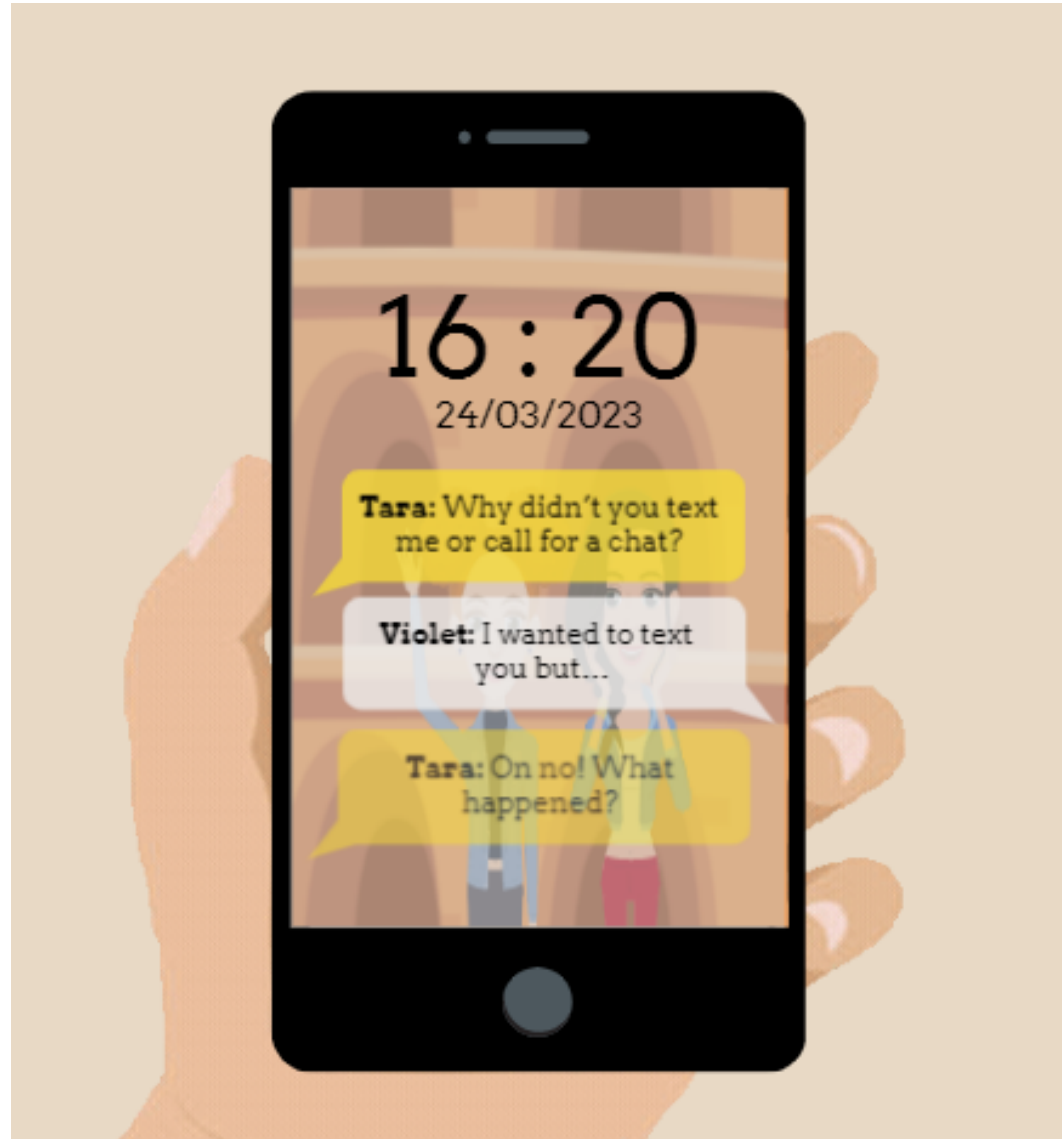 16 : 20
24/03/2023
Tara: Why didn't you text
me or call for a chat?
Violet: I wanted to text
you but...
Tara: On no! What
happened?